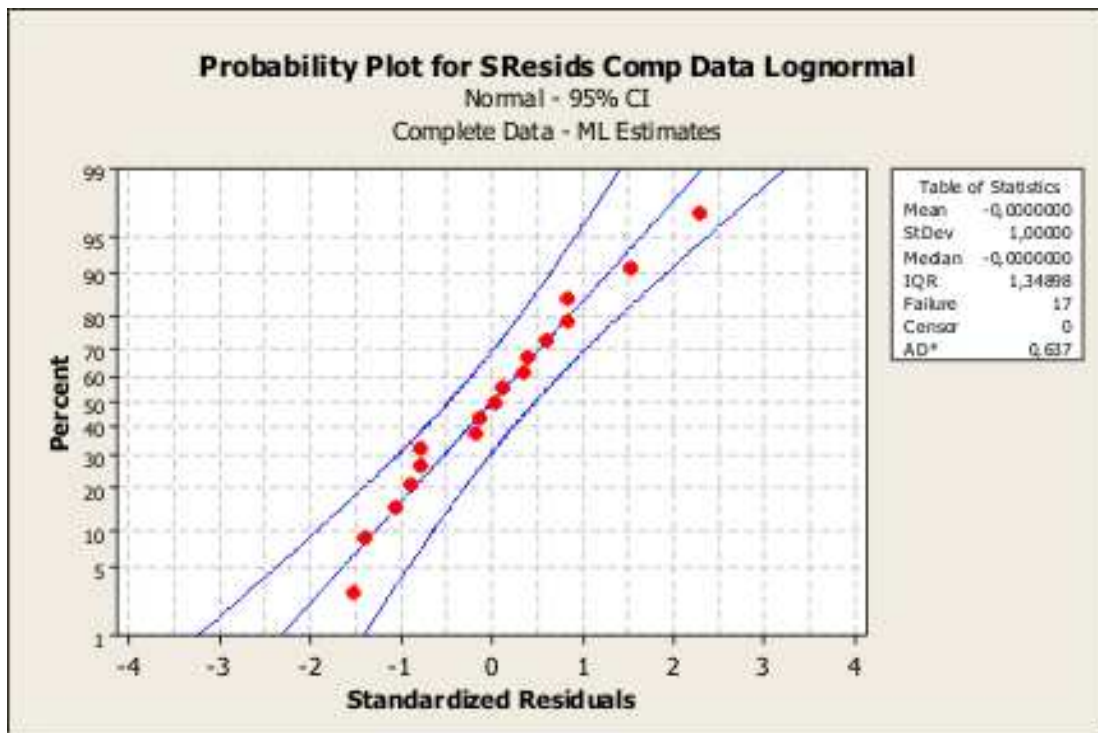 Probability Plot for SResids Comp Data Lognormal
Normal - 95% CI
Complete Data - ML Estimates
99
95
90
80
70
60
50
40
30
20
10
5
1
Percent
-4 -3 -2 -1 0 1 2 3 4
Standardized Residuals
Table of Statistics
Mean -0,0000000
StDev 1,00000
Median -0,0000000
IQR 1,34898
Failure 17
Censor 0
AD* 0,637